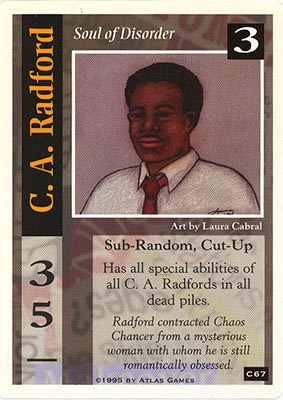 Soul of Disorder
3
C. A. Radford
Art by Laura Cabral
3
5
Sub-Random, Cut-Up
Has all special abilities of
all C. A. Radfords in all
dead piles.
Radford contracted Chaos
Chancer from a mysterious
woman with whom he is still
romantically obsessed.
©1995 BY ATLAS GAMES
C67